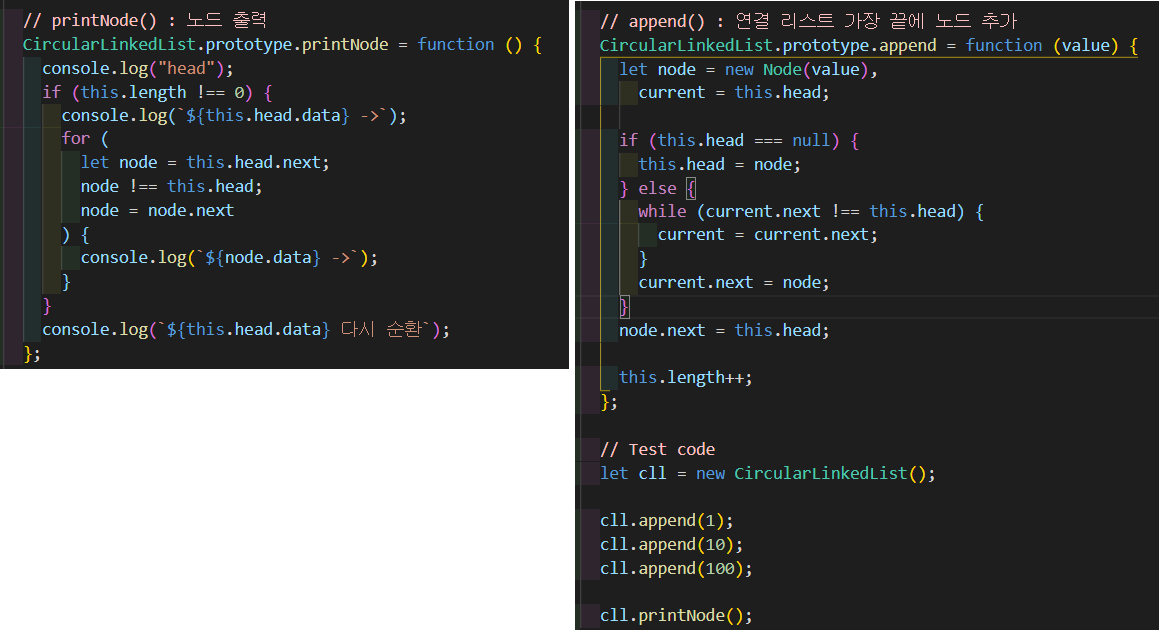 // printNode() : 노드 출력
CircularLinkedList.prototype.printNode = function () {
  console.log("head");
  if (this.length !== 0) {
    console.log(`${this.head.data} ->`);
    for (
      let node = this.head.next;
      node !== this.head;
      node = node.next
    ) {
      console.log(`${node.data} ->`);
    }
  }
  console.log(`${this.head.data} 다시 순환`);
};
// append() : 연결 리스트 가장 끝에 노드 추가
CircularLinkedList.prototype.append = function (value) {
  let node = new Node(value),
    current = this.head;

  if (this.head === null) {
    this.head = node;
  } else {
    while (current.next !== this.head) {
      current = current.next;
    }
    current.next = node;
  }
  node.next = this.head;

  this.length++;
};

// Test code
let cll = new CircularLinkedList();

cll.append(1);
cll.append(10);
cll.append(100);

cll.printNode();